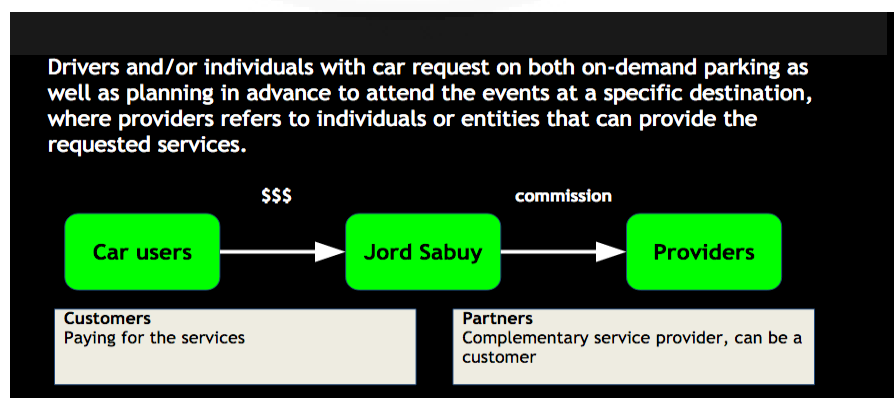 Drivers and/or individuals with car request on both on-demand parking as
well as planning in advance to attend the events at a specific destination,
where providers refers to individuals or entities that can provide the
requested services.
$$$
commission
Car users
Jord Sabuy
Providers
Customers
Paying for the services
Partners
Complementary service provider, can be a
customer